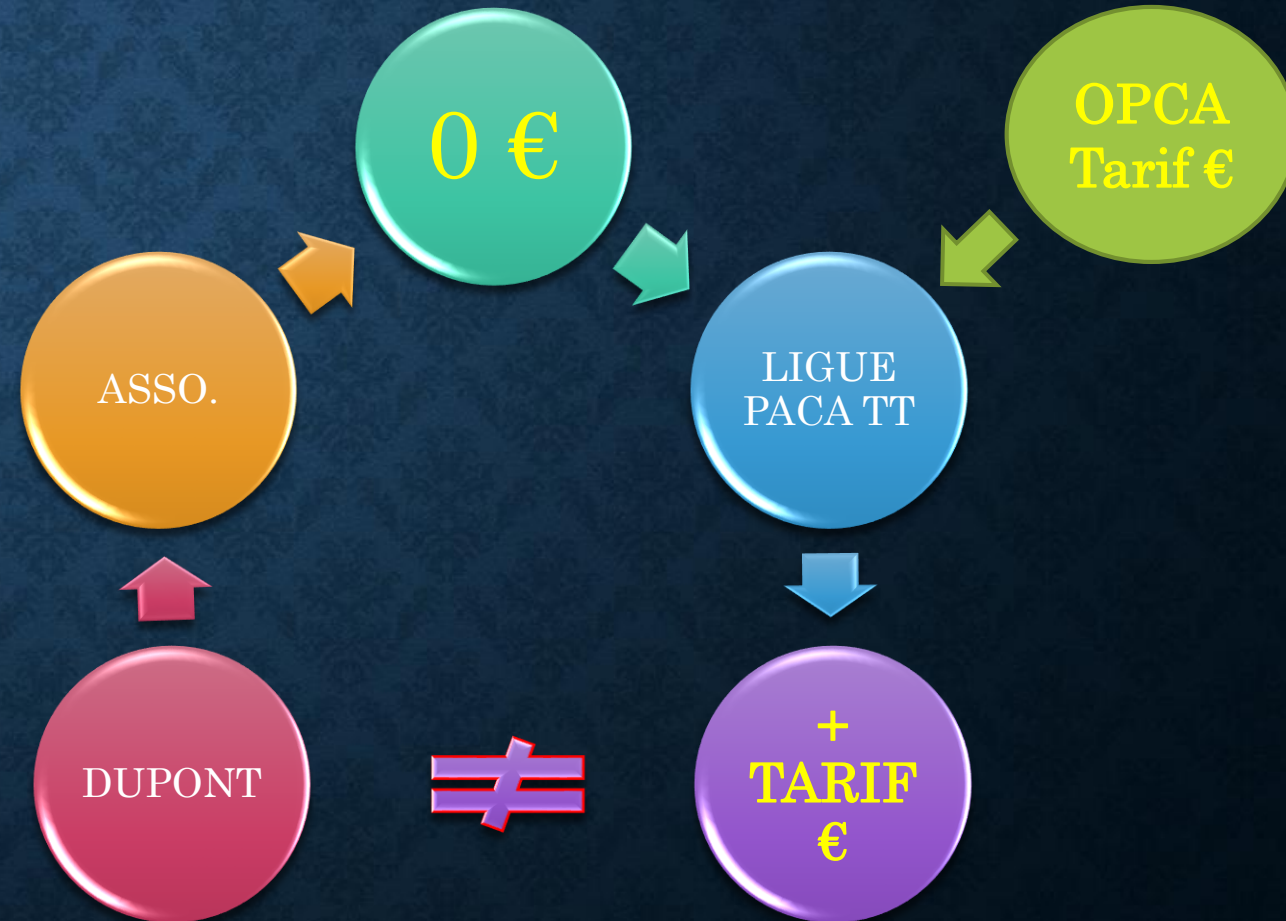 0 €
OPCA
Tarif €
ASSO.
LIGUE
PACA TT
DUPONT
≠
+
TARIF
€